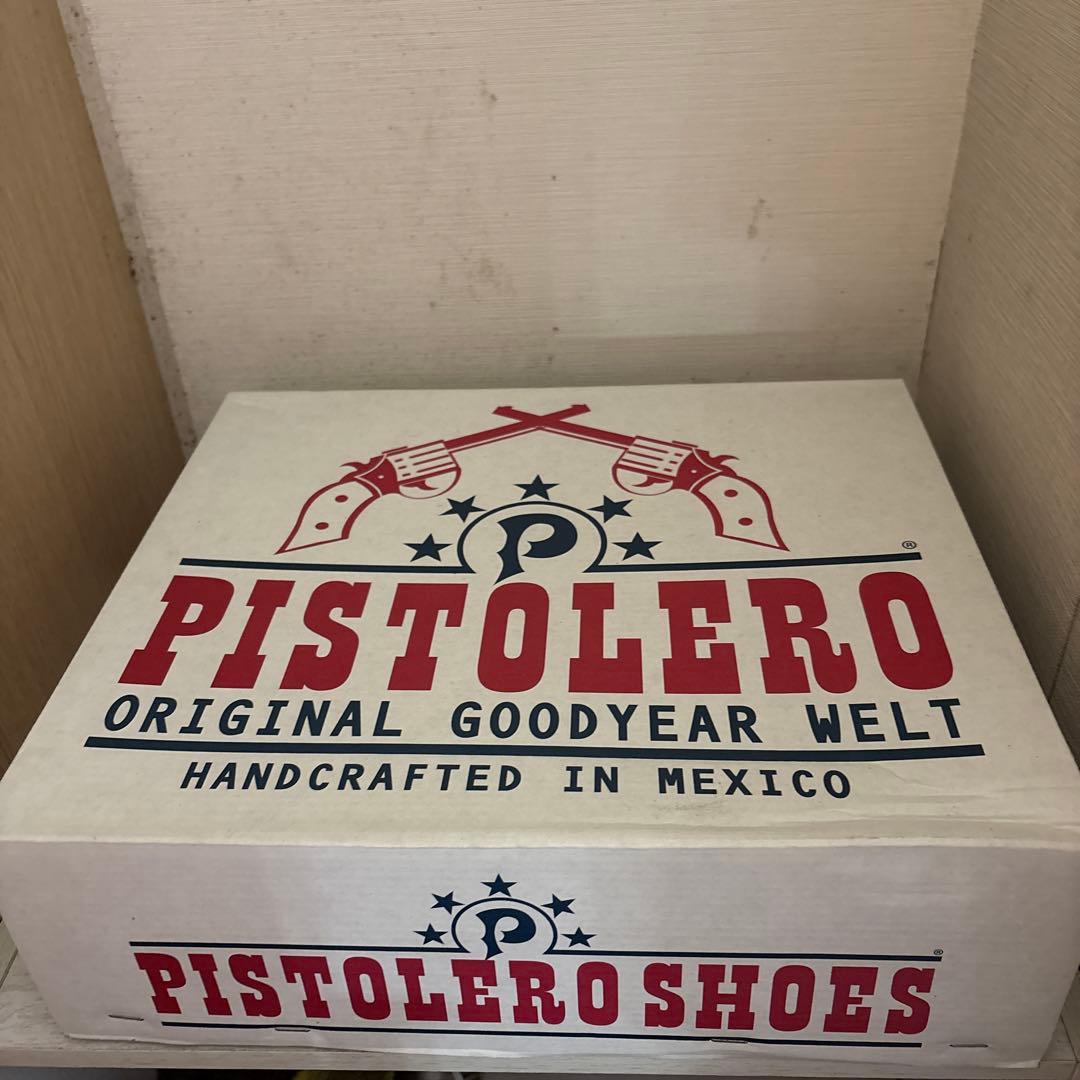 P
®
PISTOLERO
ORIGINAL GOODYEAR WELT
HANDCRAFTED IN MEXICO
P
®
PISTOLERO SHOES